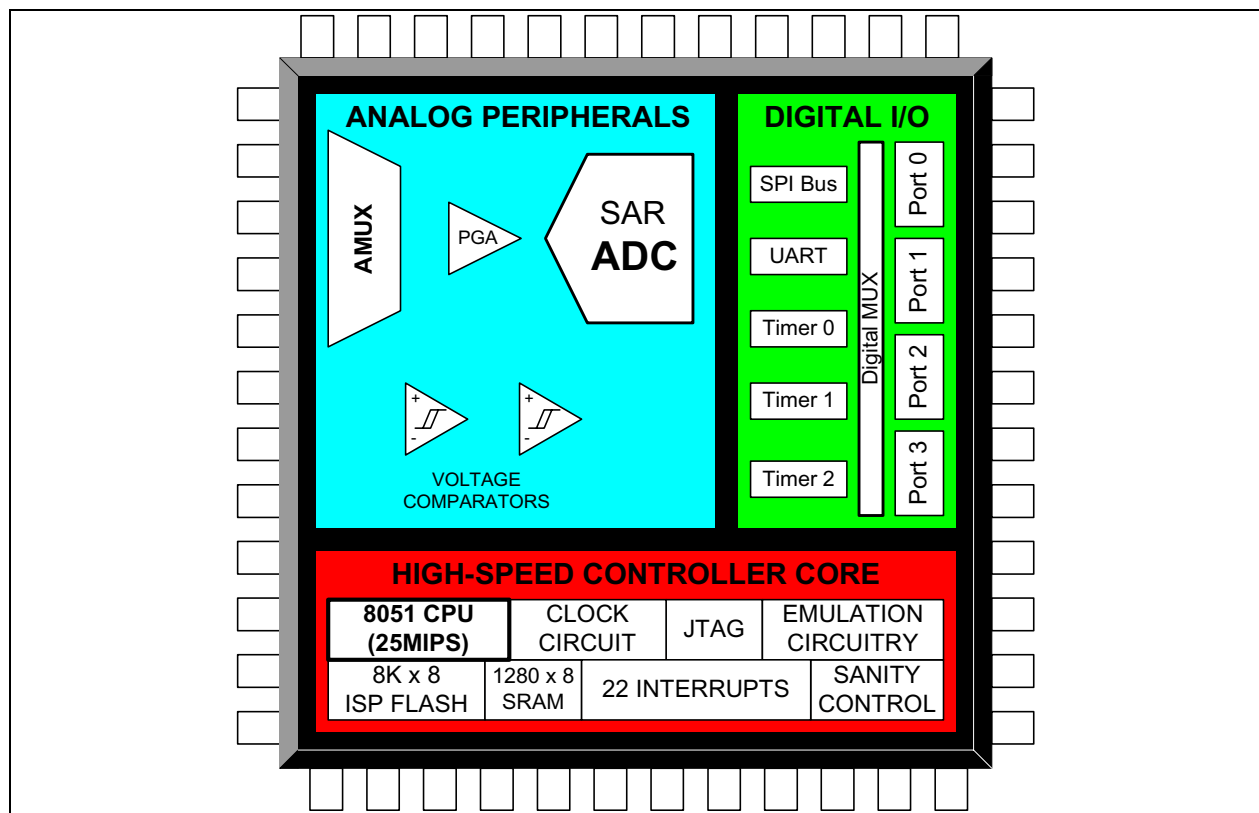 ANALOG PERIPHERALS
AMUX
PGA
SAR
ADC
+
-
+
-
VOLTAGE
COMPARATORS
DIGITAL I/O
SPI Bus
UART
Timer 0
Timer 1
Timer 2
Digital MUX
Port 0
Port 1
Port 2
Port 3
HIGH-SPEED CONTROLLER CORE
8051 CPU
(25MIPS)
CLOCK
CIRCUIT
JTAG
EMULATION
CIRCUITRY
8K x 8
ISP FLASH
1280 x 8
SRAM
22 INTERRUPTS
SANITY
CONTROL